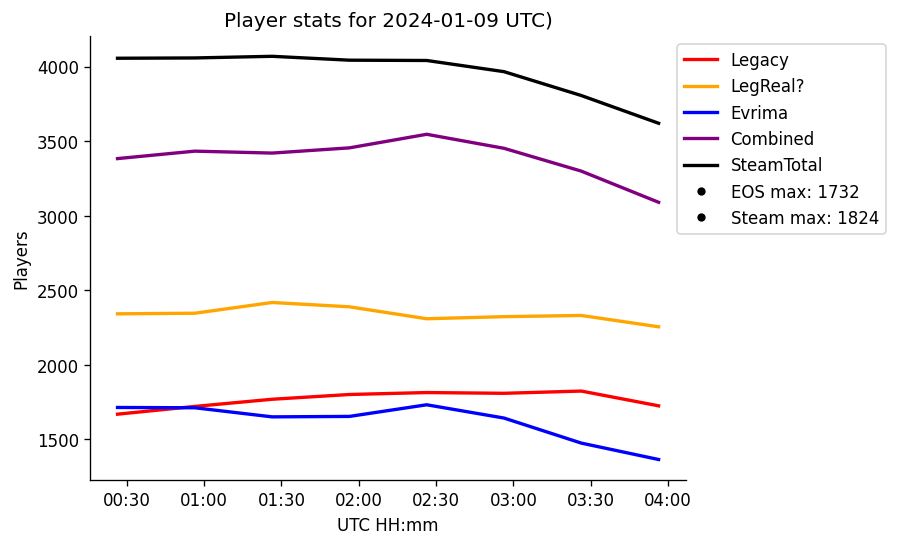 Player stats for 2024-01-09 UTC)
Legacy
LegReal?
Evrima
Combined
SteamTotal
EOS max: 1732
Steam max: 1824
Players
4000
3500
3000
2500
2000
1500
00:30 01:00 01:30 02:00 02:30 03:00 03:30 04:00
UTC HH:mm